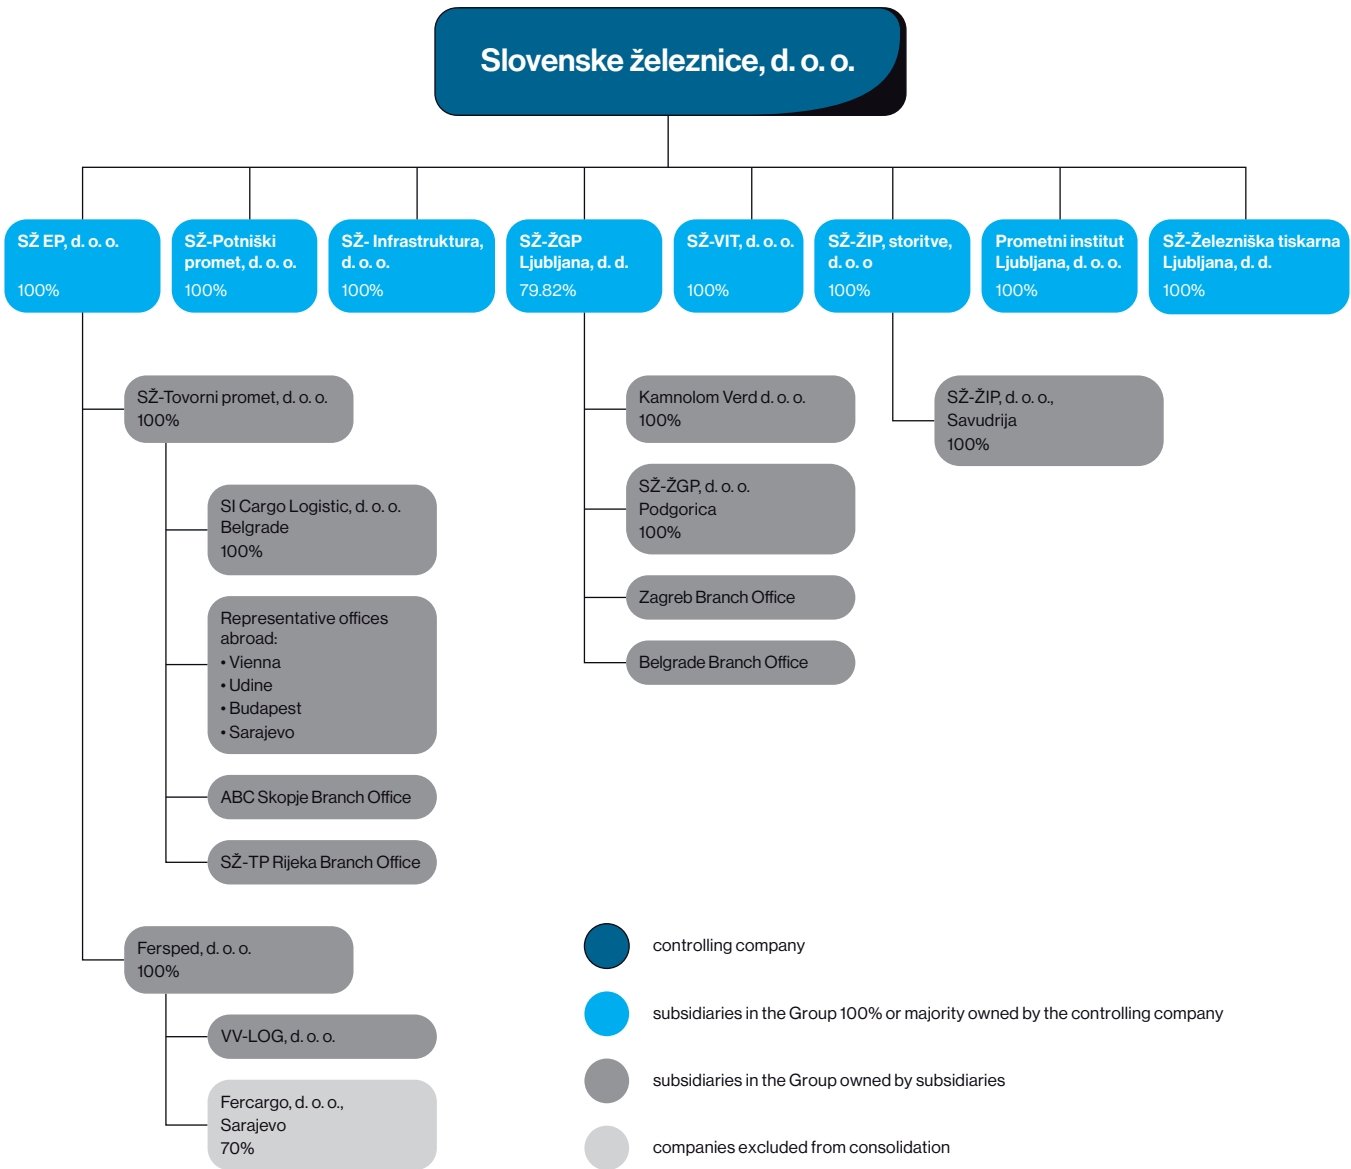 Slovenske železnice, d. o. o.
SŽ EP, d. o. o.
100%
SŽ-Potniški
promet, d. o. o.
100%
SŽ- Infrastruktura,
d. o. o.
100%
SŽ-ŽGP
Ljubljana, d. d.
79.82%
SŽ-VIT, d. o. o.
100%
SŽ-ŽIP, storitve,
d. o. o
100%
Prometni institut
Ljubljana, d. o. o.
100%
SŽ-Železniška tiskarna
Ljubljana, d. d.
100%
SŽ-Tovorni promet, d. o. o.
100%
SI Cargo Logistic, d. o. o.
Belgrade
100%
Representative offices
abroad:
• Vienna
• Udine
• Budapest
• Sarajevo
ABC Skopje Branch Office
SŽ-TP Rijeka Branch Office
Fersped, d. o. o.
100%
VV-LOG, d. o. o.
Fercargo, d. o. o.,
Sarajevo
70%
Kamnolom Verd d. o. o.
100%
SŽ-ŽGP, d. o. o.
Podgorica
100%
Zagreb Branch Office
Belgrade Branch Office
SŽ-ŽIP, d. o. o.,
Savudrija
100%
controlling company
subsidiaries in the Group 100% or majority owned by the controlling company
subsidiaries in the Group owned by subsidiaries
companies excluded from consolidation